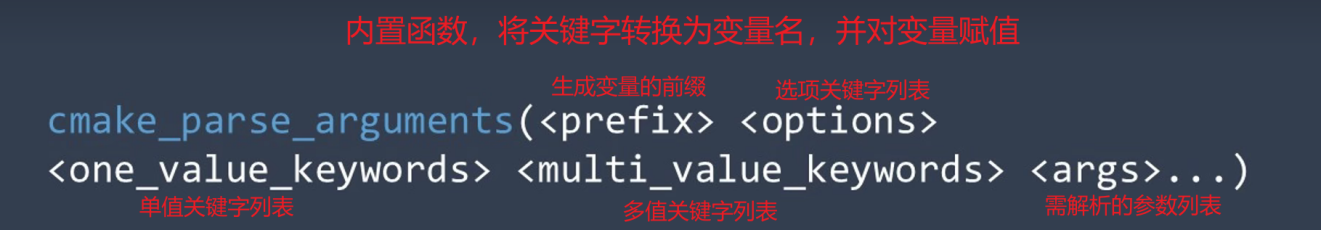 内置函数，将关键字转换为变量名，并对变量赋值
生成变量的前缀 选项关键字列表
cmake_parse_arguments(<prefix> <options>
<one_value_keywords> <multi_value_keywords> <args>...)
单值关键字列表 多值关键字列表 需解析的参数列表